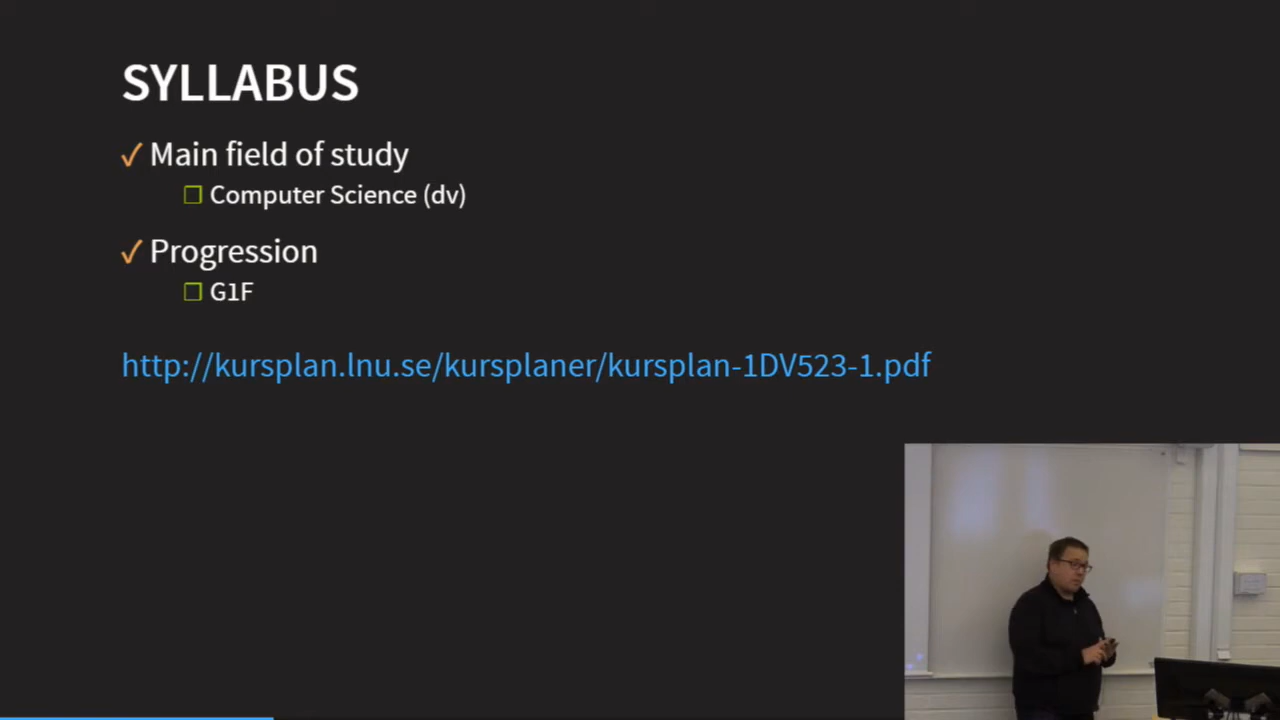 SYLLABUS
✓ Main field of study
❒ Computer Science (dv)
✓ Progression
❒ G1F
http://kursplan.lnu.se/kursplaner/kursplan-1DV523-1.pdf